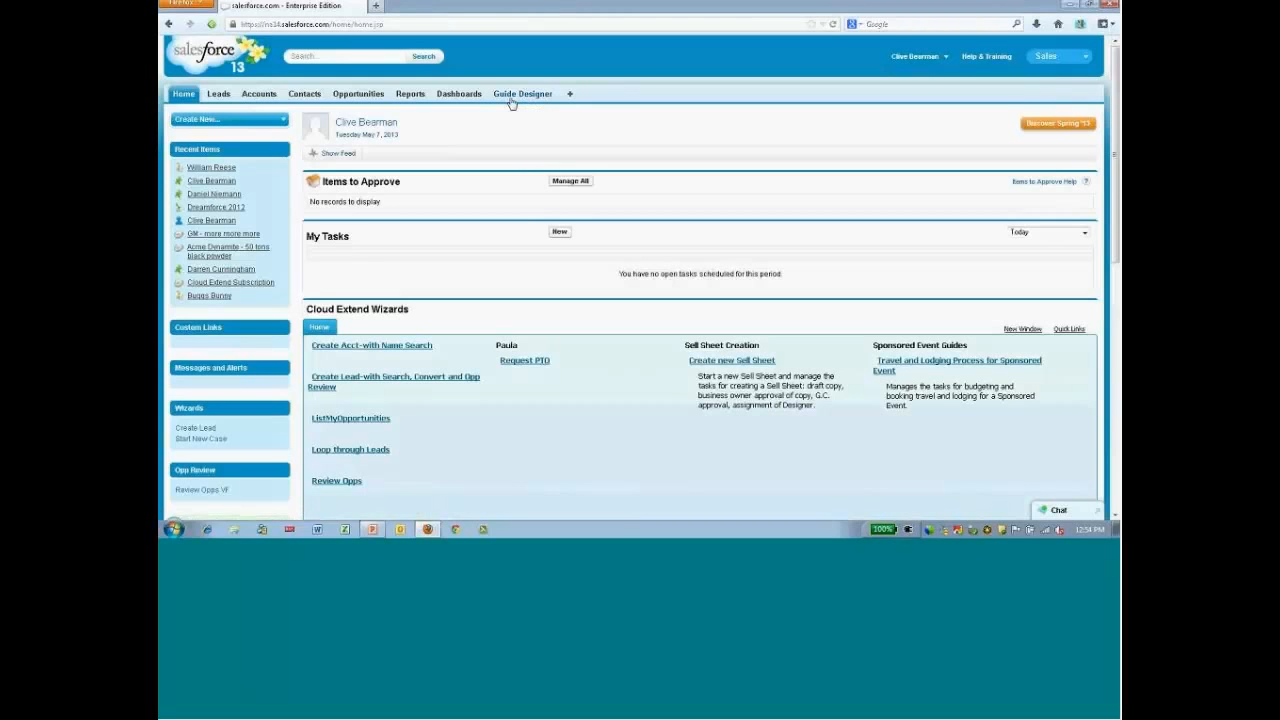 Firefox
salesforce.com - Enterprise Edition
https://na14.salesforce.com/home/home.jsp
Google
salesforce
13
Search...
Search
Clive Bearman
Help & Training
Sales
Home
Leads
Accounts
Contacts
Opportunities
Reports
Dashboards
Guide Designer
+
Create New...
Clive Bearman
Tuesday May 7, 2013
Discover Spring '13
Show Feed
Recent Items
William Reese
Clive Bearman
Daniel Niemann
Dreamforce 2012
Clive Bearman
GM - more more more
Acme Dynamite - 50 tons
black powder
Darren Cunningham
Cloud Extend Subscription
Buggs Bunny
Items to Approve
Manage All
Items to Approve Help
No records to display
My Tasks
New
Today
You have no open tasks scheduled for this period.
Custom Links
Messages and Alerts
Wizards
Create Lead
Start New Case
Opp Review
Review Opps VF
Cloud Extend Wizards
Home
New Window
Quick Links
Create Acct-with Name Search
Create Lead-with Search, Convert and Opp
Review
ListMyOpportunities
Loop through Leads
Review Opps
Paula
Request PTO
Sell Sheet Creation
Create new Sell Sheet
Start a new Sell Sheet and manage the
tasks for creating a Sell Sheet: draft copy,
business owner approval of copy, G.C.
approval, assignment of Designer.
Sponsored Event Guides
Travel and Lodging Process for Sponsored
Event
Manages the tasks for budgeting and
booking travel and lodging for a Sponsored
Event.
Chat
100%
12:54 PM